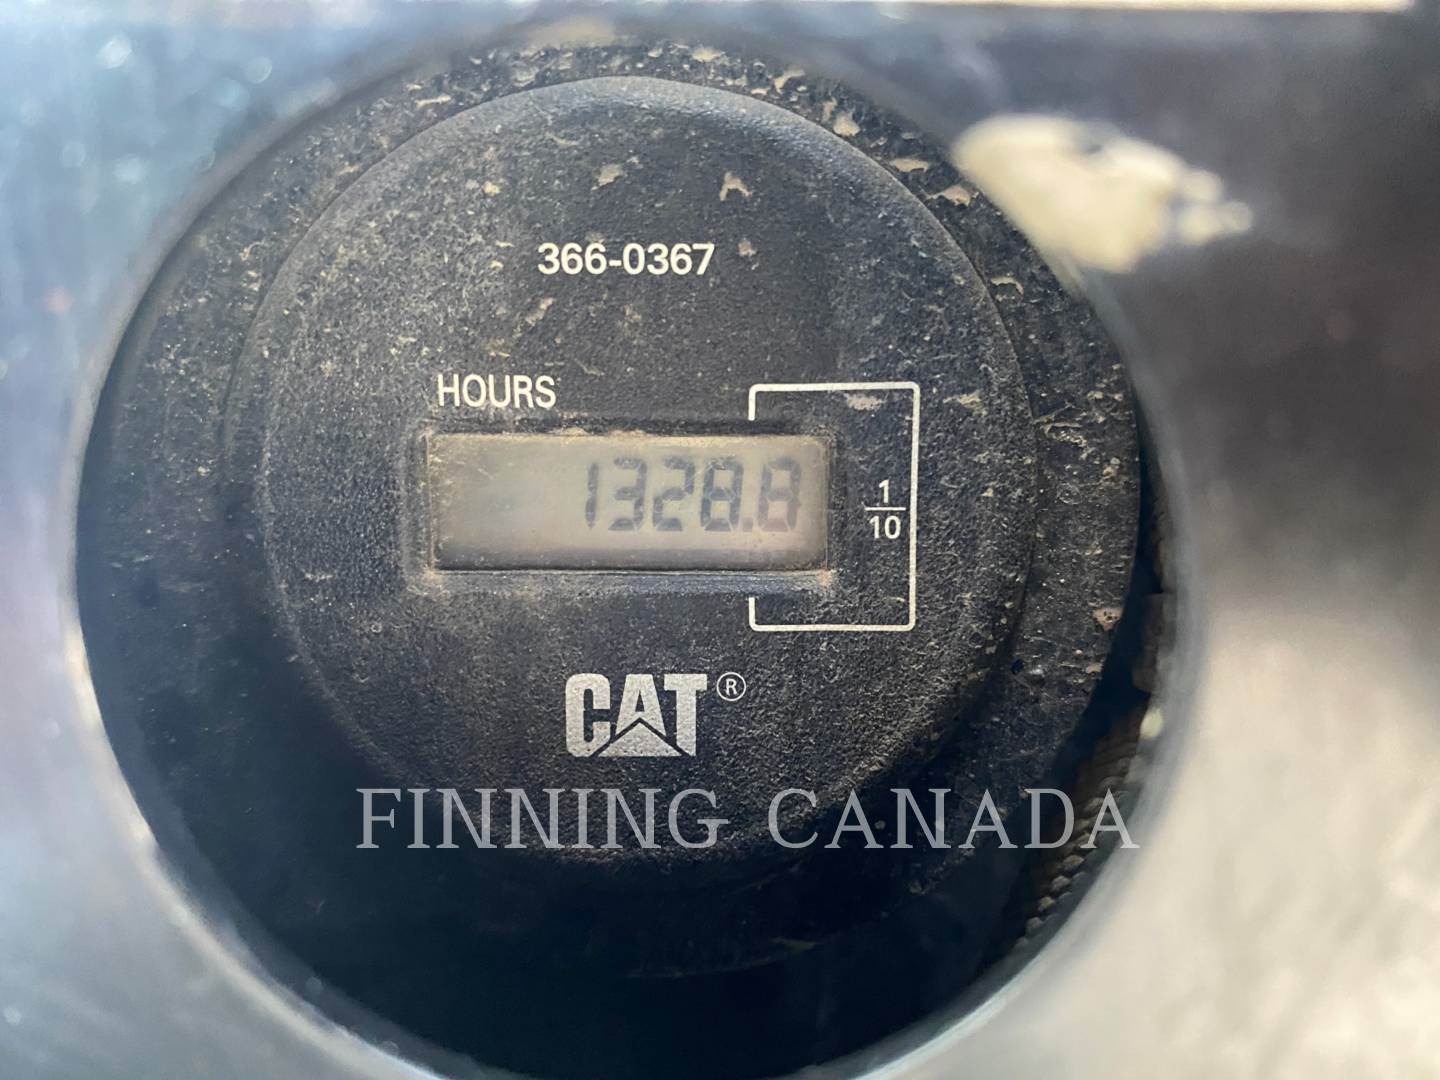 366-0367
HOURS
1328.8
1
10
CAT®
FINNING CANADA